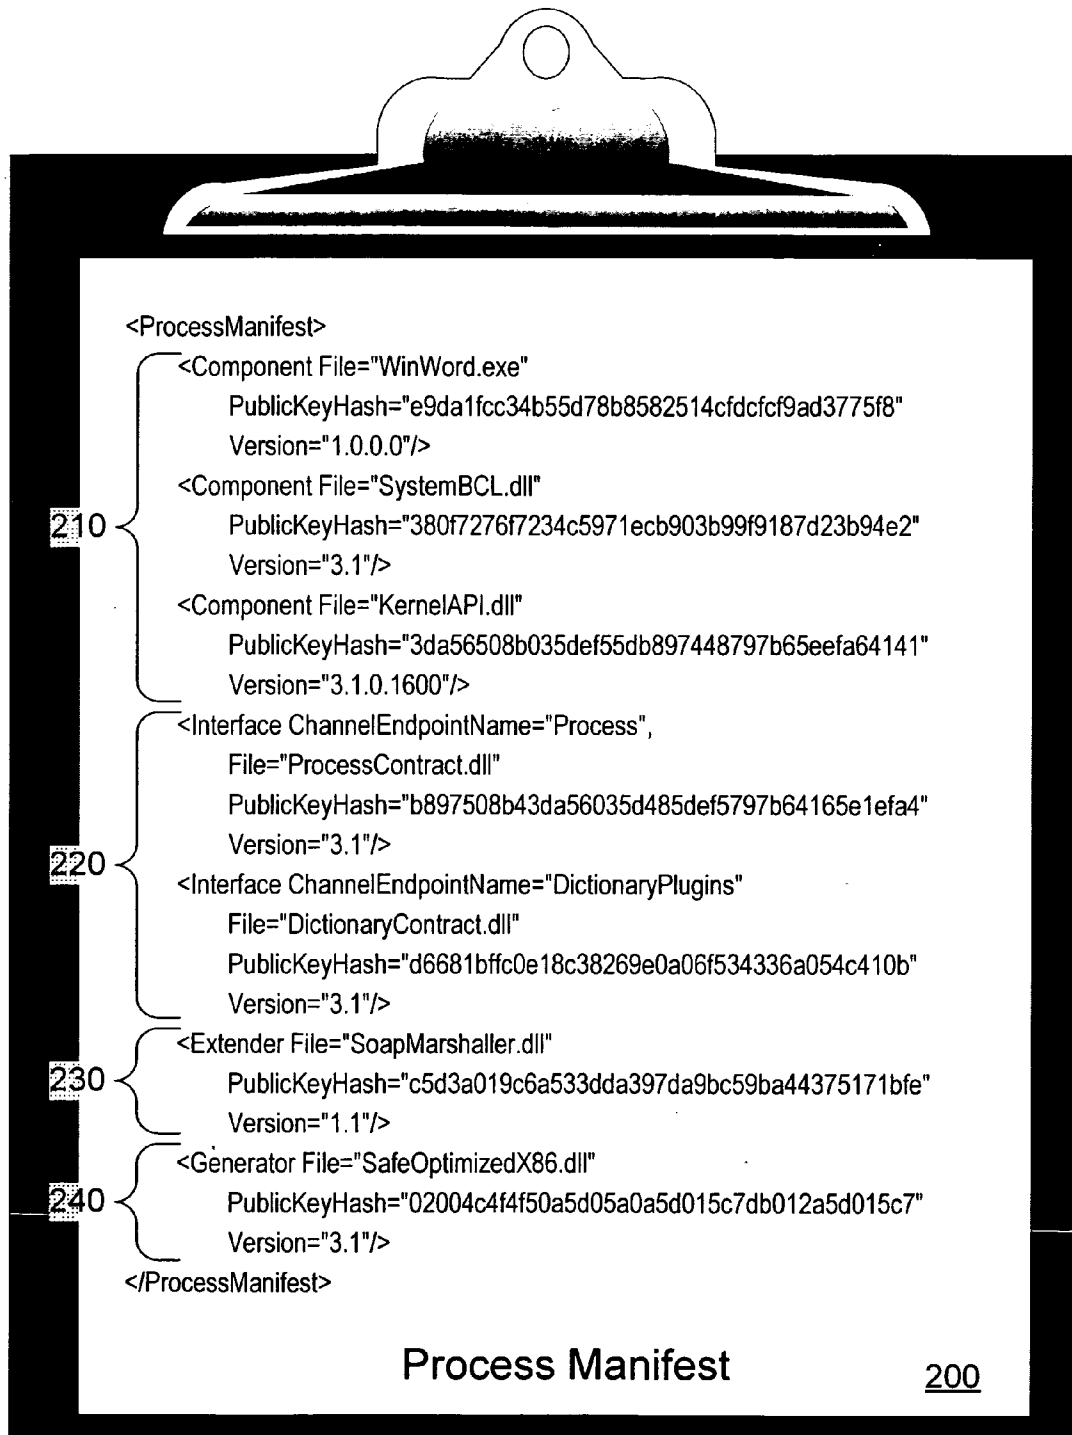 <ProcessManifest>
<Component File="WinWord.exe"
PublicKeyHash="e9da1fcc34b55d78b8582514cfdcfcf9ad3775f8"
Version="1.0.0.0"/>
<Component File="SystemBCL.dll"
210
PublicKeyHash="380f7276f7234c5971ecb903b99f9187d23b94e2"
Version="3.1"/>
<Component File="KernelAPI.dll"
PublicKeyHash="3da56508b035def55db897448797b65eefa64141"
Version="3.1.0.1600"/>
<Interface ChannelEndpointName="Process",
File="ProcessContract.dll"
PublicKeyHash="b897508b43da56035d485def5797b64165e1efa4"
Version="3.1"/>
220
<Interface ChannelEndpointName="DictionaryPlugins"
File="DictionaryContract.dll"
PublicKeyHash="d6681bffc0e18c38269e0a06f534336a054c410b"
Version="3.1"/>
<Extender File="SoapMarshaller.dll"
230
PublicKeyHash="c5d3a019c6a533dda397da9bc59ba44375171bfe"
Version="1.1"/>
<Generator File="SafeOptimizedX86.dll"
240
PublicKeyHash="02004c4f4f50a5d05a0a5d015c7db012a5d015c7"
Version="3.1"/>
</ProcessManifest>
Process Manifest
200